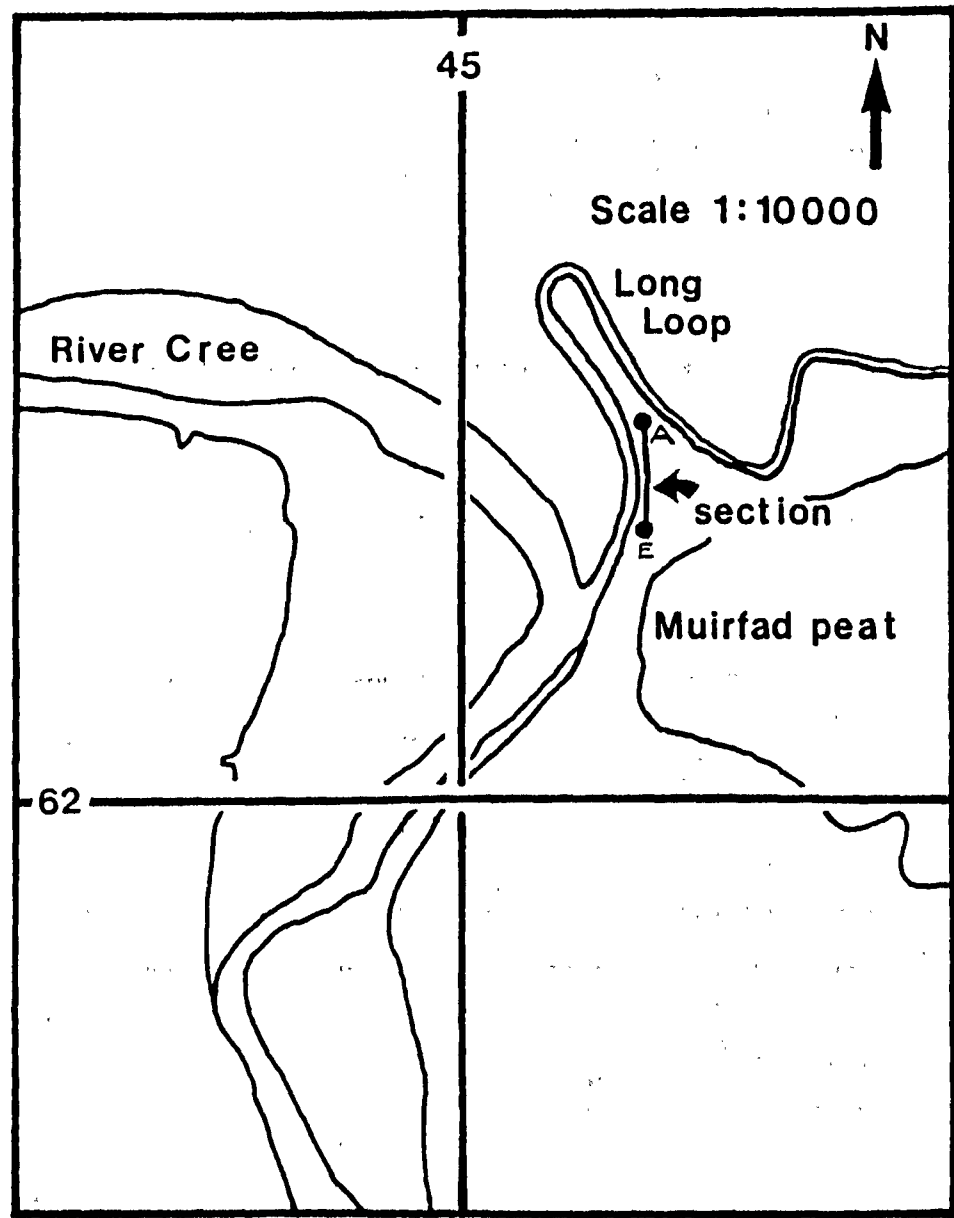 45
N
Scale 1:10000
Long
Loop
River Cree
A
section
E
Muirfad peat
62